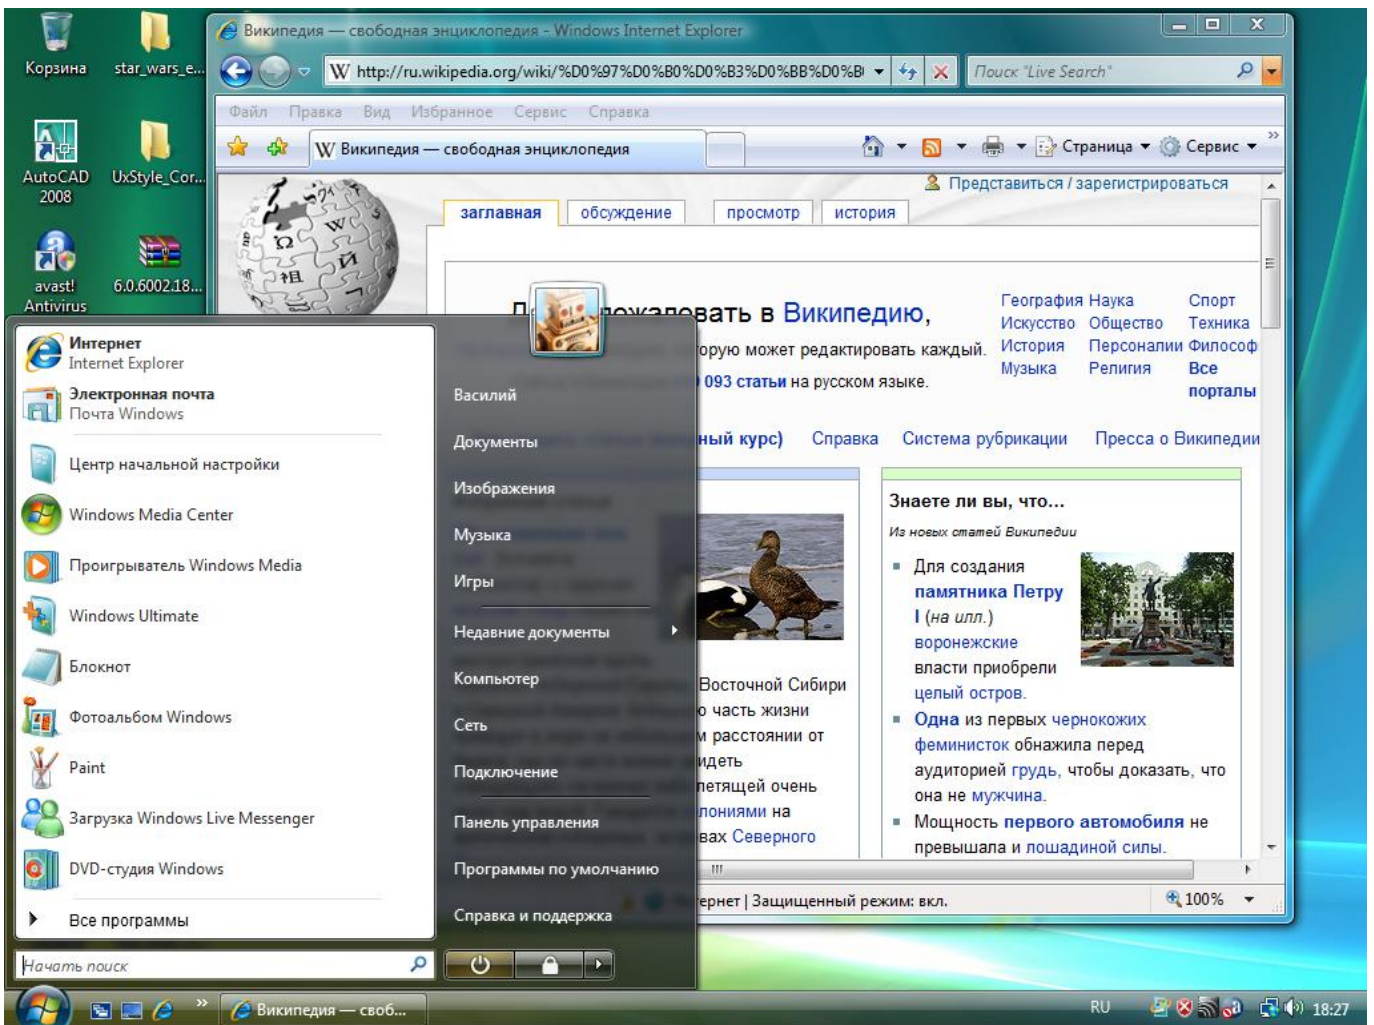 Корзина
star_wars_e...
AutoCAD
2008
UxStyle_Cor...
avast!
Antivirus
6.0.6002.18...
Википедия — свободная энциклопедия - Windows Internet Explorer
http://ru.wikipedia.org/wiki/%D0%97%D0%B0%D0%B3%D0%BB%D0%B
Поиск "Live Search"
Файл Правка Вид Избранное Сервис Справка
Википедия — свободная энциклопедия
Страница Сервис
Представиться / зарегистрироваться
заглавная обсуждение просмотр история
вать в Википедию,
орую может редактировать каждый.
093 статьи на русском языке.
География Наука Спорт
Искусство Общество Техника
История Персоналии Философ
Музыка Религия Все
порталы
ный курс) Справка Система рубрикации Пресса о Википедии
Знаете ли вы, что...
Из новых статей Википедии
Для создания
памятника Петру
I (на илл.)
воронежские
власти приобрели
целый остров.
Одна из первых чернокожих
феминисток обнажила перед
аудиторией грудь, чтобы доказать, что
она не мужчина.
Мощность первого автомобиля не
превышала и лошадиной силы.
Восточной Сибири
о часть жизни
м расстоянии от
идеть
летящей очень
лониями на
вах Северного
ернет | Защищенный режим: вкл.
100%
Интернет
Internet Explorer
Электронная почта
Почта Windows
Центр начальной настройки
Windows Media Center
Проигрыватель Windows Media
Windows Ultimate
Блокнот
Фотоальбом Windows
Paint
Загрузка Windows Live Messenger
DVD-студия Windows
Все программы
Начать поиск
Василий
Документы
Изображения
Музыка
Игры
Недавние документы
Компьютер
Сеть
Подключение
Панель управления
Программы по умолчанию
Справка и поддержка
Википедия — своб...
RU
18:27